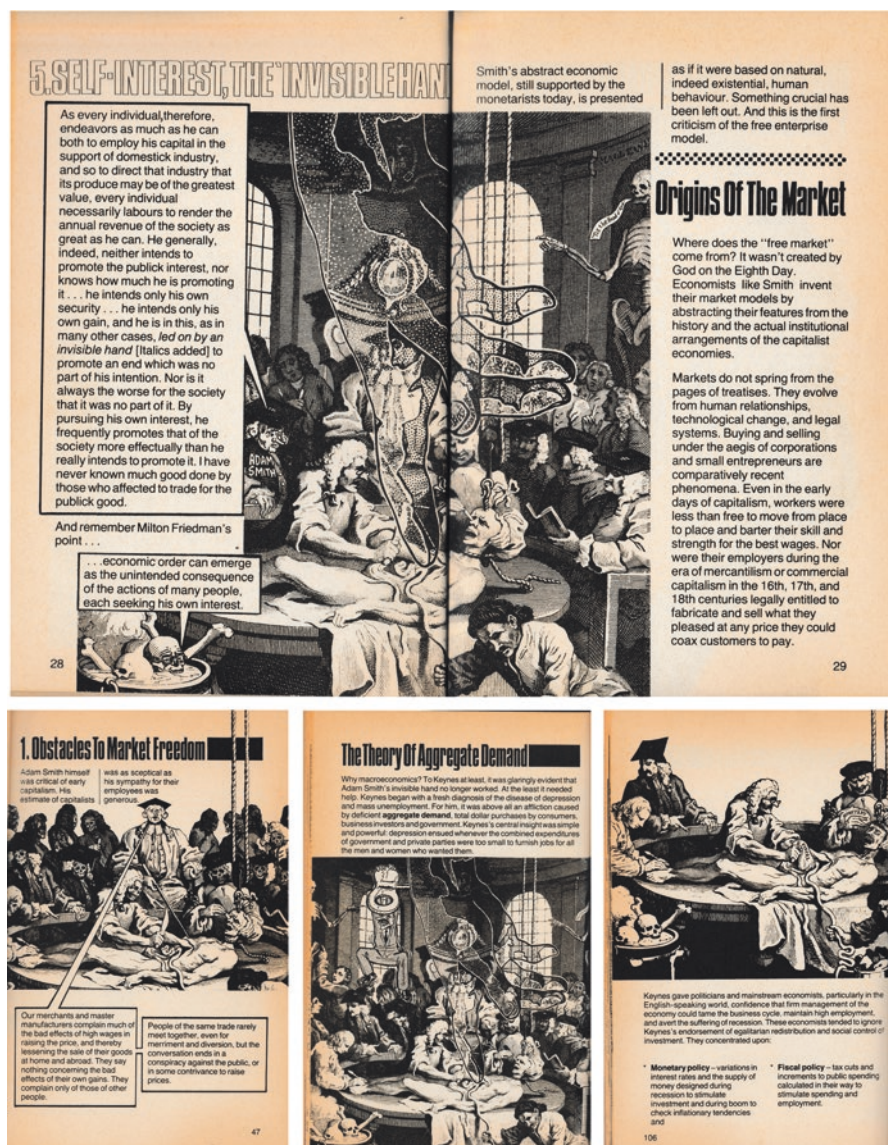 5.SELF-INTEREST, THE "INVISIBLE HAN
As every individual, therefore,
endeavors as much as he can
both to employ his capital in the
support of domestick industry,
and so to direct that industry that
its produce may be of the greatest
value, every individual
necessarily labours to render the
annual revenue of the society as
great as he can. He generally,
indeed, neither intends to
promote the publick interest, nor
knows how much he is promoting
it . . . he intends only his own
security . . . he intends only his
own gain, and he is in this, as in
many other cases, led on by an
invisible hand [Italics added] to
promote an end which was no
part of his intention. Nor is it
always the worse for the society
that it was no part of it. By
pursuing his own interest, he
frequently promotes that of the
society more effectually than he
really intends to promote it. I have
never known much good done by
those who affected to trade for the
publick good.
ADAM
SMITH
And remember Milton Friedman's
point . . .
. . .economic order can emerge
as the unintended consequence
of the actions of many people,
each seeking his own interest.
28
Smith's abstract economic
model, still supported by the
monetarists today, is presented
as if it were based on natural,
indeed existential, human
behaviour. Something crucial has
been left out. And this is the first
criticism of the free enterprise
model.
Origins Of The Market
Where does the "free market"
come from? It wasn't created by
God on the Eighth Day.
Economists like Smith invent
their market models by
abstracting their features from the
history and the actual institutional
arrangements of the capitalist
economies.
Markets do not spring from the
pages of treatises. They evolve
from human relationships,
technological change, and legal
systems. Buying and selling
under the aegis of corporations
and small entrepreneurs are
comparatively recent
phenomena. Even in the early
days of capitalism, workers were
less than free to move from place
to place and barter their skill and
strength for the best wages. Nor
were their employers during the
era of mercantilism or commercial
capitalism in the 16th, 17th, and
18th centuries legally entitled to
fabricate and sell what they
pleased at any price they could
coax customers to pay.
29
1. Obstacles To Market Freedom
Adam Smith himself
was critical of early
capitalism. His
estimate of capitalists
was as sceptical as
his sympathy for their
employees was
generous.
Our merchants and master
manufacturers complain much of
the bad effects of high wages in
raising the price, and thereby
lessening the sale of their goods
at home and abroad. They say
nothing concerning the bad
effects of their own gains. They
complain only of those of other
people.
People of the same trade rarely
meet together, even for
merriment and diversion, but the
conversation ends in a
conspiracy against the public, or
in some contrivance to raise
prices.
47
The Theory Of Aggregate Demand
Why macroeconomics? To Keynes at least, it was glaringly evident that
Adam Smith's invisible hand no longer worked. At the least it needed
help. Keynes began with a fresh diagnosis of the disease of depression
and mass unemployment. For him, it was above all an affliction caused
by deficient aggregate demand, total dollar purchases by consumers,
business investors and government. Keynes's central insight was simple
and powerful: depression ensued whenever the combined expenditures
of government and private parties were too small to furnish jobs for all
the men and women who wanted them.
Keynes gave politicians and mainstream economists, particularly in the
English-speaking world, confidence that firm management of the
economy could tame the business cycle, maintain high employment,
and avert the suffering of recession. These economists tended to ignore
Keynes's endorsement of egalitarian redistribution and social control of
investment. They concentrated upon:
* Monetary policy – variations in
interest rates and the supply of
money designed during
recession to stimulate
investment and during boom to
check inflationary tendencies
and
* Fiscal policy – tax cuts and
increments to public spending
calculated in their way to
stimulate spending and
employment.
106